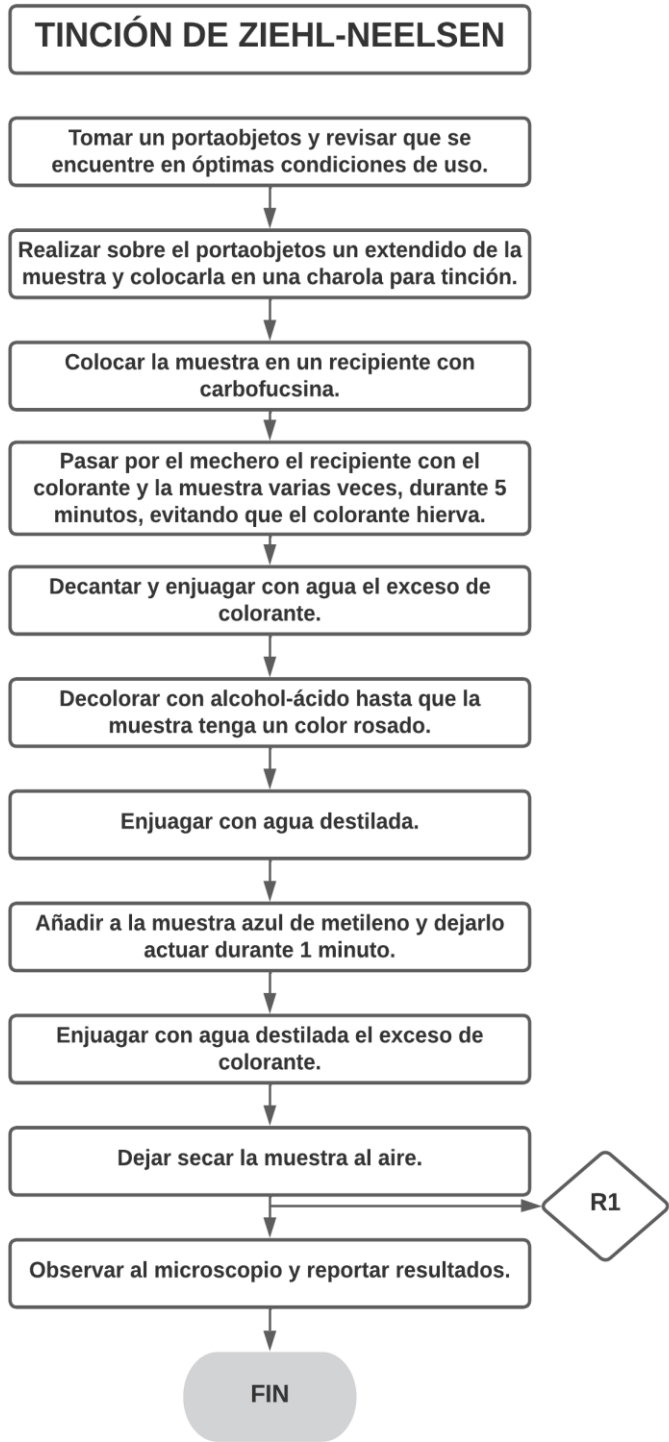 TINCIÓN DE ZIEHL-NEELSEN
Tomar un portaobjetos y revisar que se
encuentre en óptimas condiciones de uso.
Realizar sobre el portaobjetos un extendido de la
muestra y colocarla en una charola para tinción.
Colocar la muestra en un recipiente con
carbofucsina.
Pasar por el mechero el recipiente con el
colorante y la muestra varias veces, durante 5
minutos, evitando que el colorante hierva.
Decantar y enjuagar con agua el exceso de
colorante.
Decolorar con alcohol-ácido hasta que la
muestra tenga un color rosado.
Enjuagar con agua destilada.
Añadir a la muestra azul de metileno y dejarlo
actuar durante 1 minuto.
Enjuagar con agua destilada el exceso de
colorante.
Dejar secar la muestra al aire.
R1
Observar al microscopio y reportar resultados.
FIN